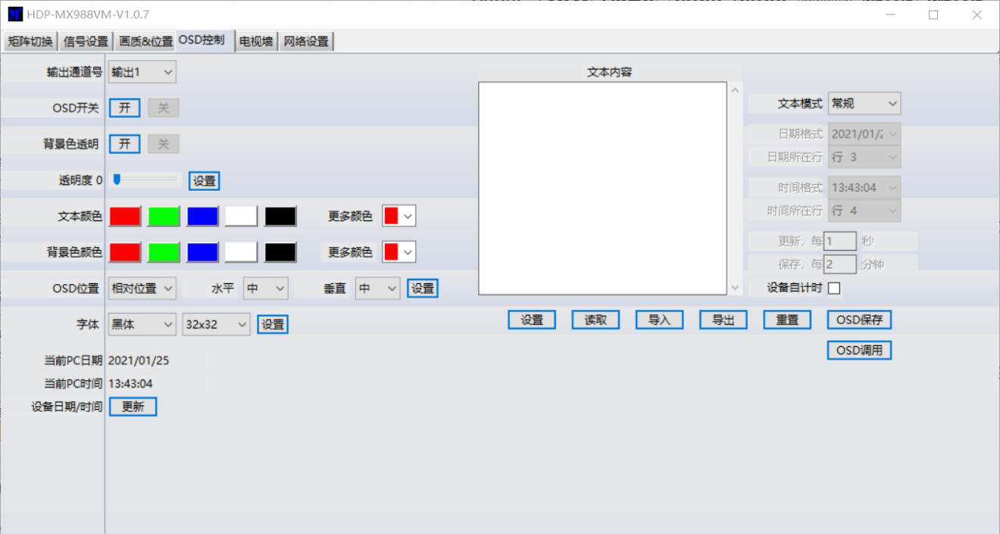 HDP-MX988VM-V1.0.7
矩阵切换 信号设置 画质&位置 OSD控制 电视墙 网络设置
输出通道号 输出1
OSD开关 开 关
背景色透明 开 关
透明度 0 设置
文本颜色 更多颜色
背景色颜色 更多颜色
OSD位置 相对位置 水平 中 垂直 中 设置
字体 黑体 32x32 设置
当前PC日期 2021/01/25
当前PC时间 13:43:04
设备日期/时间 更新
文本内容
设置 读取 导入 导出 重置 OSD保存
OSD调用
文本模式 常规
日期格式 2021/01/2
日期所在行 行 3
时间格式 13:43:04
时间所在行 行 4
更新, 每 1 秒
保存, 每 2 分钟
设备自计时